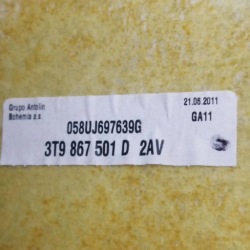 Grupo Antolin
Bohemia a.s.
21.06.2011
GA11
058UJ697639G
3T9 867 501 D 2AV